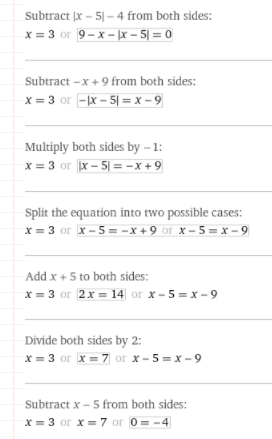 Subtract |x – 5| – 4 from both sides:
x = 3 or 9 – x – |x – 5| = 0
Subtract –x + 9 from both sides:
x = 3 or –|x – 5| = x – 9
Multiply both sides by –1:
x = 3 or |x – 5| = –x + 9
Split the equation into two possible cases:
x = 3 or x – 5 = –x + 9 or x – 5 = x – 9
Add x + 5 to both sides:
x = 3 or 2 x = 14 or x – 5 = x – 9
Divide both sides by 2:
x = 3 or x = 7 or x – 5 = x – 9
Subtract x – 5 from both sides:
x = 3 or x = 7 or 0 = –4